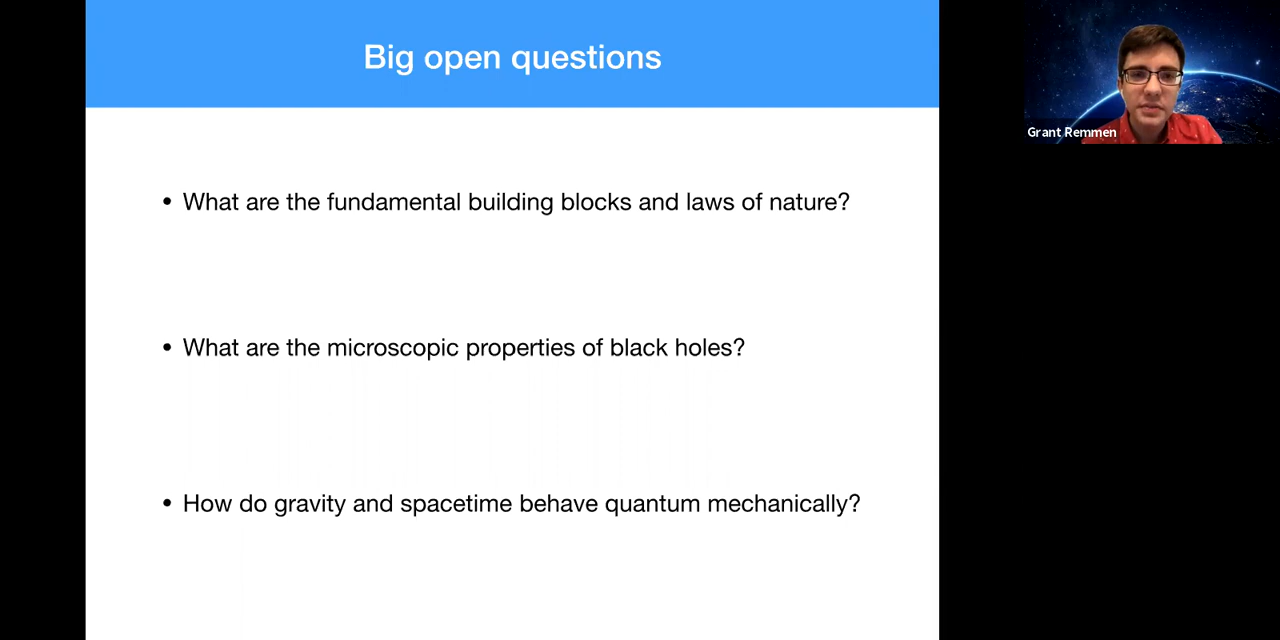 Big open questions
Grant Remmen
• What are the fundamental building blocks and laws of nature?
• What are the microscopic properties of black holes?
• How do gravity and spacetime behave quantum mechanically?